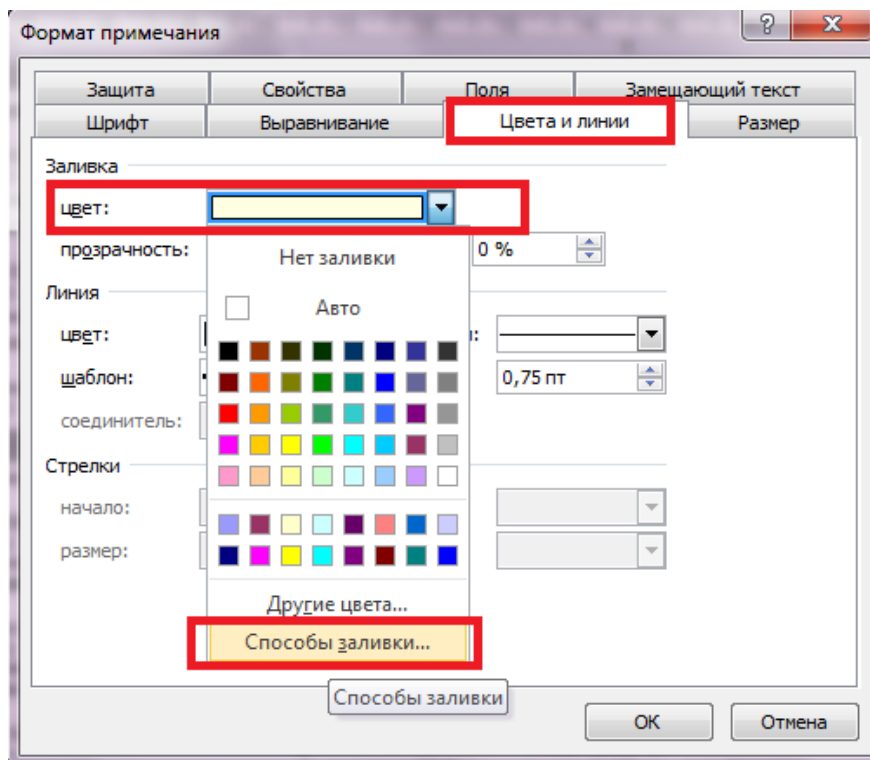 Формат примечания
Защита Свойства Поля Замещающий текст
Шрифт Выравнивание Цвета и линии Размер
Заливка
цвет:
прозрачность: 0 %
Нет заливки
Линия
Авто
цвет:
шаблон: 0,75 пт
соединитель:
Стрелки
начало:
размер:
Другие цвета...
Способы заливки...
Способы заливки
ОК Отмена